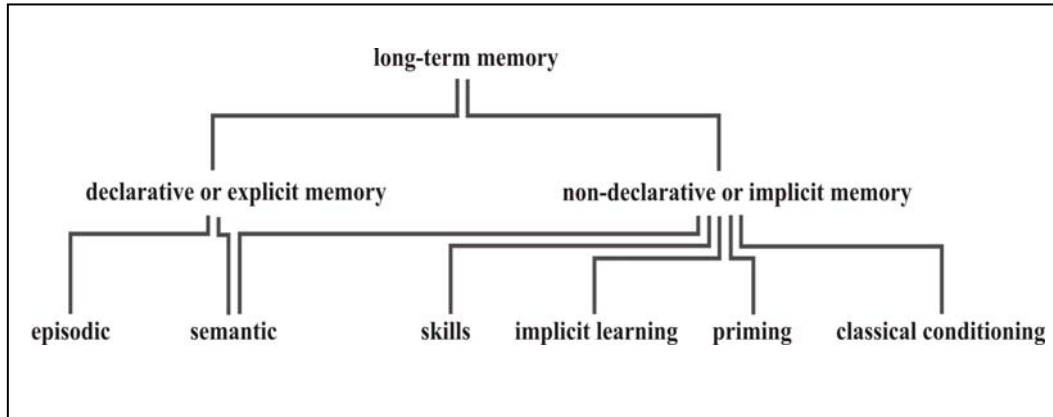 long-term memory
declarative or explicit memory non-declarative or implicit memory
episodic semantic skills implicit learning priming classical conditioning